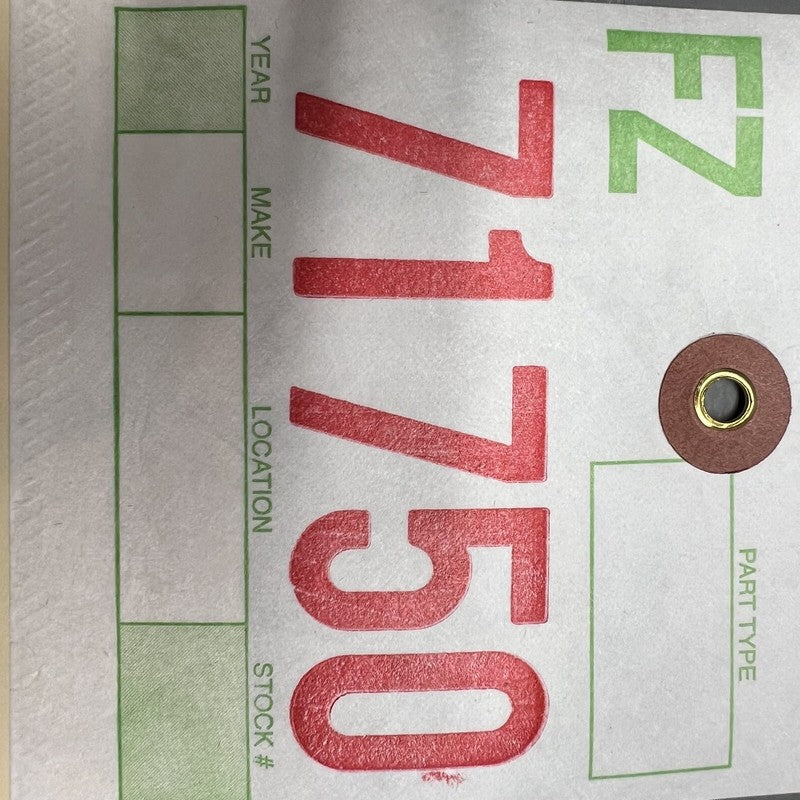 FZ
PART TYPE
71750
YEAR MAKE LOCATION STOCK #